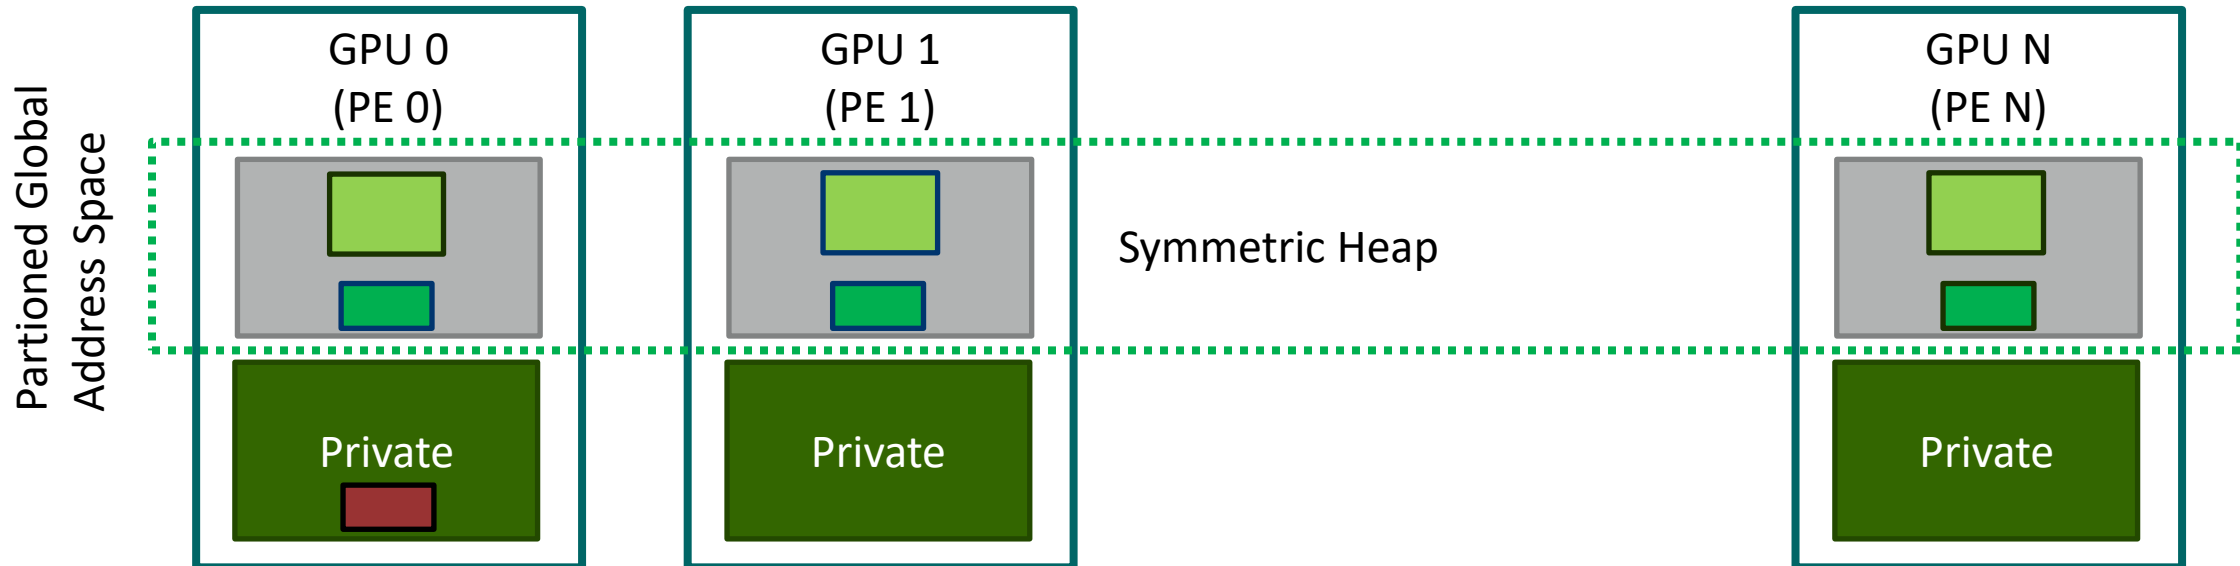 Partioned Global
Address Space
GPU 0
(PE 0)
GPU 1
(PE 1)
GPU N
(PE N)
Symmetric Heap
Private
Private
Private